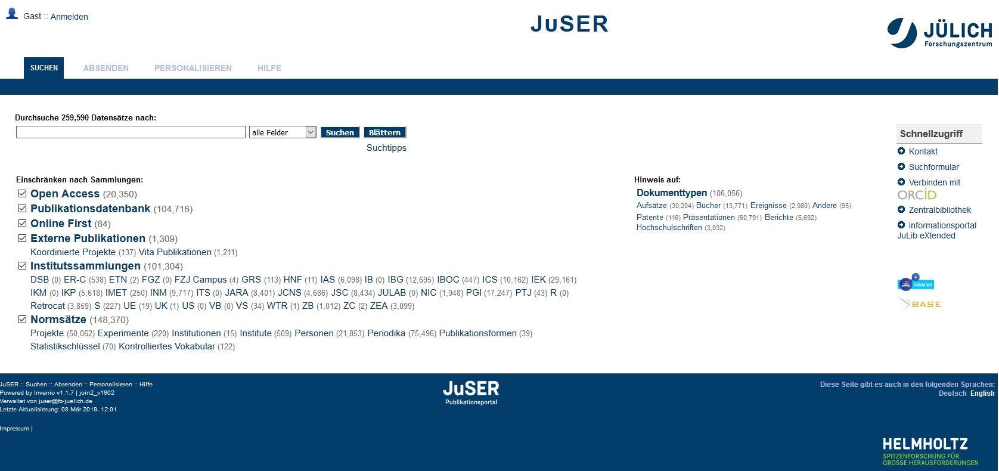 Gast :: Anmelden
JuSER
JÜLICH
Forschungszentrum
SUCHEN ABSENDEN PERSONALISIEREN HILFE
Durchsuche 259,590 Datensätze nach:
alle Felder Suchen Blättern
Suchtipps
Einschränken nach Sammlungen:
Open Access (20,350)
Publikationsdatenbank (104,716)
Online First (84)
Externe Publikationen (1,309)
Koordinierte Projekte (137) Vita Publikationen (1,211)
Institutssammlungen (101,304)
DSB (0) ER-C (538) ETN (2) FGZ (0) FZJ Campus (4) GRS (113) HNF (11) IAS (6,098) IB (0) IBG (12,695) IBOC (447) ICS (10,162) IEK (29,161)
IKM (0) IKP (5,618) IMET (250) INM (9,717) ITS (0) JARA (8,401) JCNS (4,686) JSC (8,434) JULAB (0) NIC (1,948) PGI (17,247) PTJ (43) R (0)
Retrocat (3,859) S (227) UE (19) UK (1) US (0) VB (0) VS (34) WTR (1) ZB (1,012) ZC (2) ZEA (3,099)
Normsätze (148,370)
Projekte (50,062) Experimente (220) Institutionen (15) Institute (509) Personen (21,853) Periodika (75,496) Publikationsformen (39)
Statistikschlüssel (70) Kontrolliertes Vokabular (122)
Hinweis auf:
Dokumenttypen (106,056)
Aufsätze (30,204) Bücher (13,771) Ereignisse (2,980) Andere (95)
Patente (116) Präsentationen (60,791) Berichte (5,692)
Hochschulschriften (3,932)
Schnellzugriff
Kontakt
Suchformular
Verbinden mit
ORCID
Zentralbibliothek
Informationsportal
JuLib eXtended
Validated
BASE
JuSER :: Suchen :: Absenden :: Personalisieren :: Hilfe
Powered by Invenio v1.1.7 | join2_v1902
Verwaltet von juser@fz-juelich.de
Letzte Aktualisierung: 08 Mär 2019, 12:01
Impressum |
JuSER
Publikationsportal
Diese Seite gibt es auch in den folgenden Sprachen:
Deutsch English
HELMHOLTZ
SPITZENFORSCHUNG FÜR
GROSSE HERAUSFORDERUNGEN